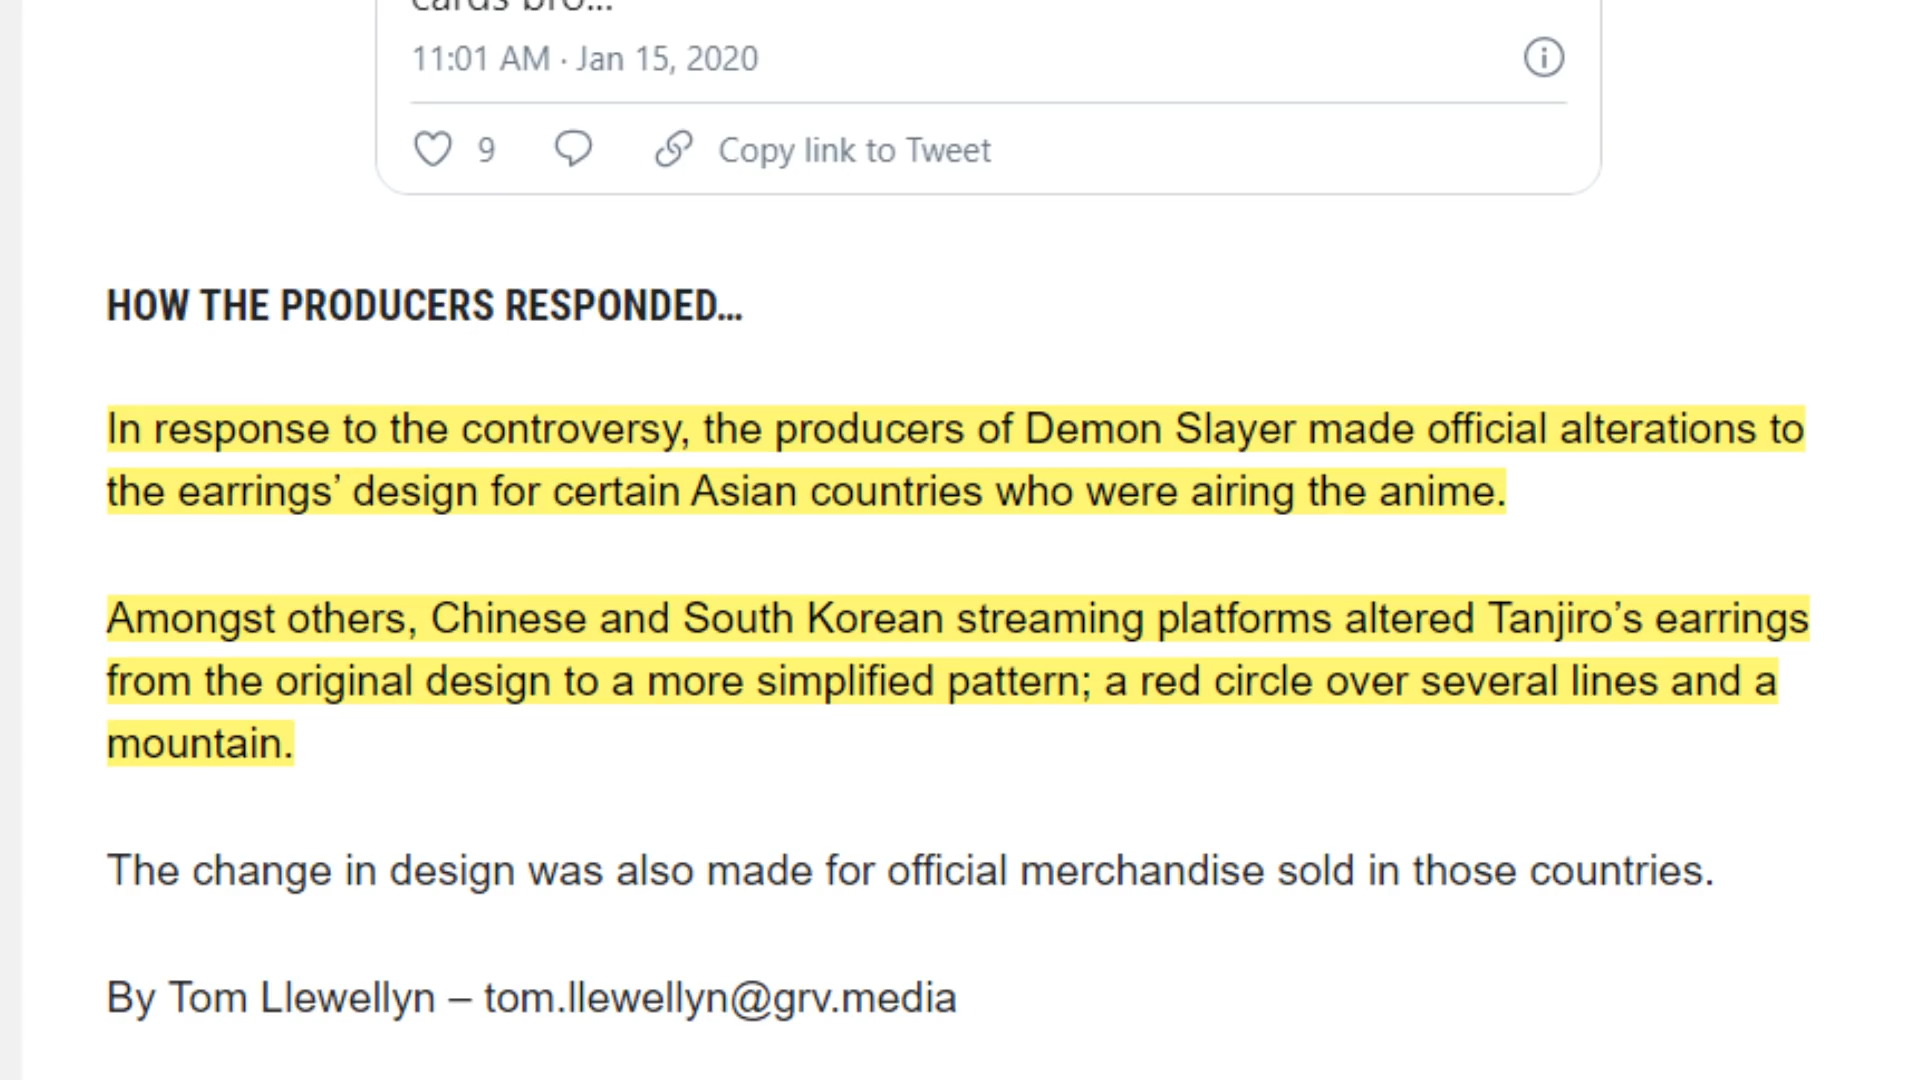 cards bro...
11:01 AM · Jan 15, 2020
9 Copy link to Tweet
HOW THE PRODUCERS RESPONDED...
In response to the controversy, the producers of Demon Slayer made official alterations to
the earrings’ design for certain Asian countries who were airing the anime.
Amongst others, Chinese and South Korean streaming platforms altered Tanjiro’s earrings
from the original design to a more simplified pattern; a red circle over several lines and a
mountain.
The change in design was also made for official merchandise sold in those countries.
By Tom Llewellyn – tom.llewellyn@grv.media